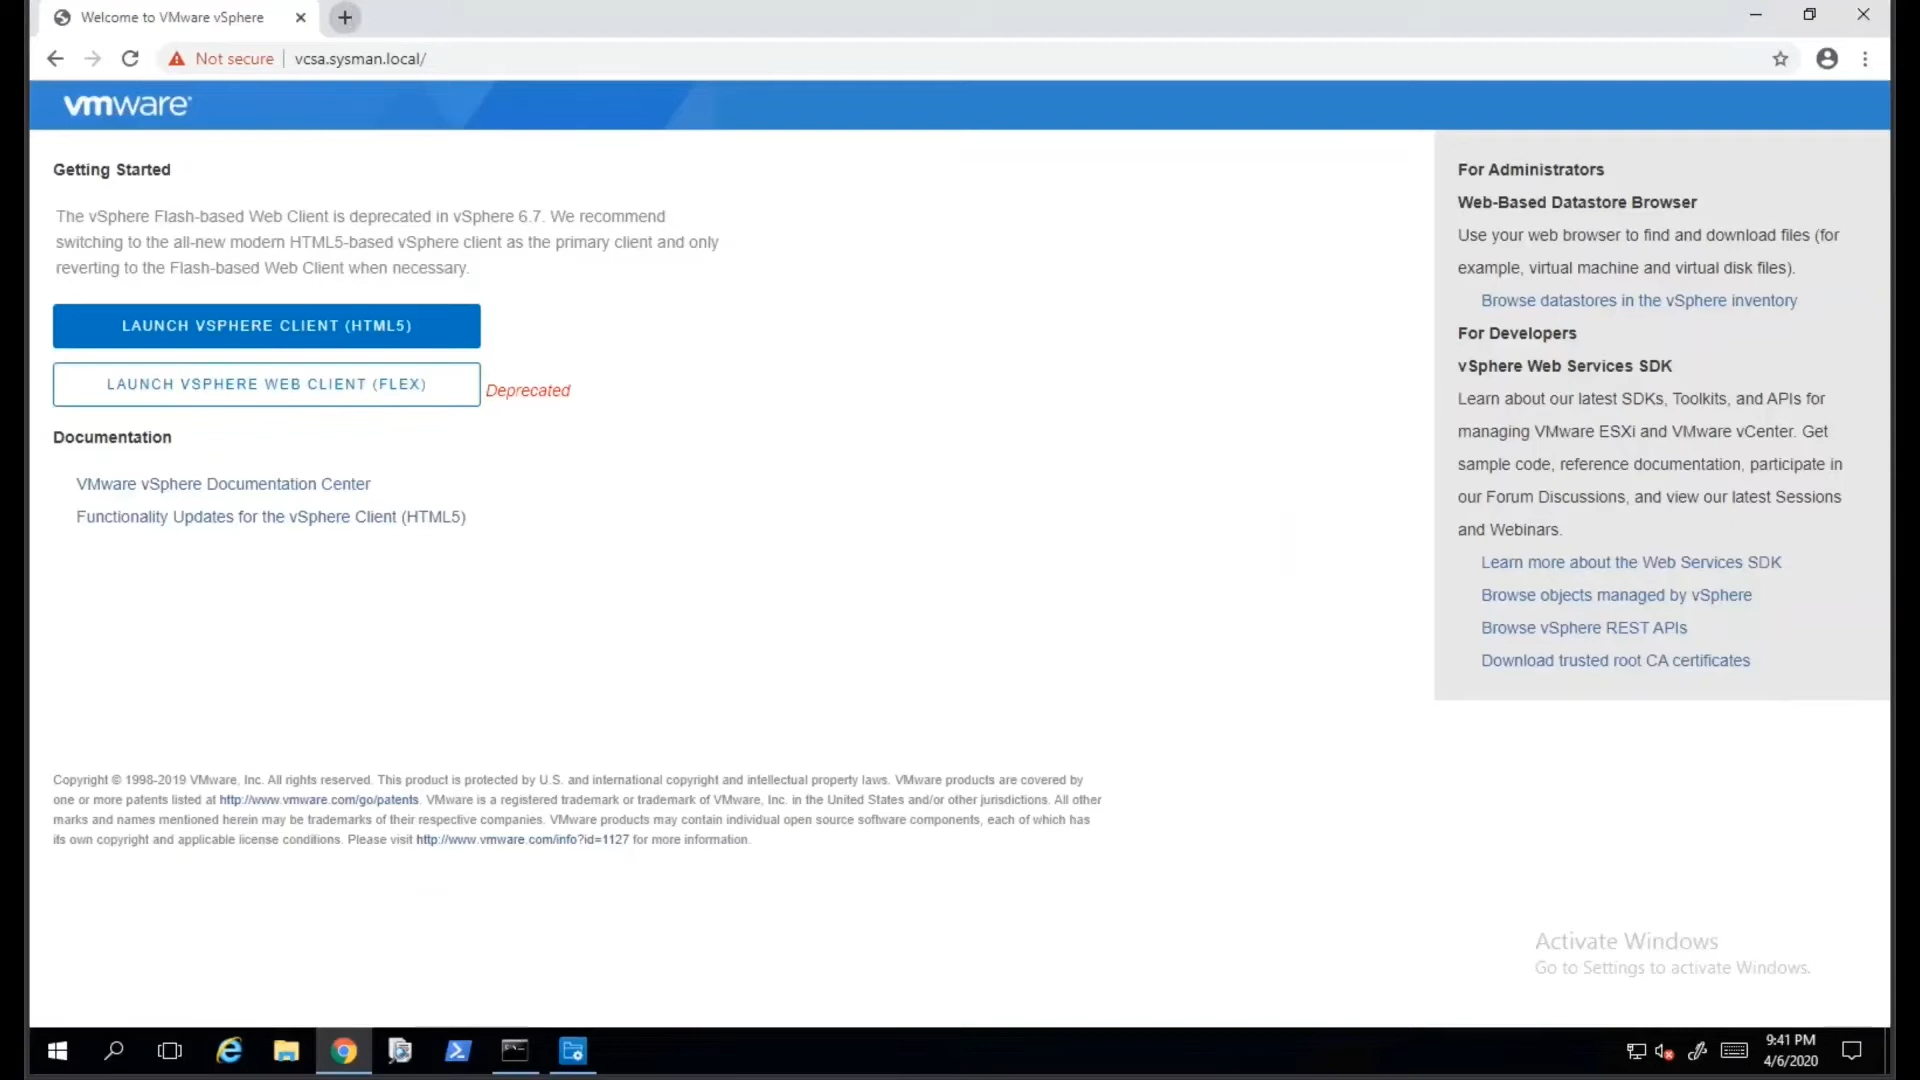 Welcome to VMware vSphere
Not secure
vcsa.sysman.local/
vmware
Getting Started
The vSphere Flash-based Web Client is deprecated in vSphere 6.7. We recommend
switching to the all-new modern HTML5-based vSphere client as the primary client and only
reverting to the Flash-based Web Client when necessary.
LAUNCH VSPHERE CLIENT (HTML5)
LAUNCH VSPHERE WEB CLIENT (FLEX)
Deprecated
Documentation
VMware vSphere Documentation Center
Functionality Updates for the vSphere Client (HTML5)
For Administrators
Web-Based Datastore Browser
Use your web browser to find and download files (for
example, virtual machine and virtual disk files).
Browse datastores in the vSphere inventory
For Developers
vSphere Web Services SDK
Learn about our latest SDKs, Toolkits, and APIs for
managing VMware ESXi and VMware vCenter. Get
sample code, reference documentation, participate in
our Forum Discussions, and view our latest Sessions
and Webinars.
Learn more about the Web Services SDK
Browse objects managed by vSphere
Browse vSphere REST APIs
Download trusted root CA certificates
Copyright © 1998-2019 VMware, Inc. All rights reserved. This product is protected by U.S. and international copyright and intellectual property laws. VMware products are covered by
one or more patents listed at http://www.vmware.com/go/patents. VMware is a registered trademark or trademark of VMware, Inc. in the United States and/or other jurisdictions. All other
marks and names mentioned herein may be trademarks of their respective companies. VMware products may contain individual open source software components, each of which has
its own copyright and applicable license conditions. Please visit http://www.vmware.com/info?id=1127 for more information.
Activate Windows
Go to Settings to activate Windows.
9:41 PM
4/6/2020